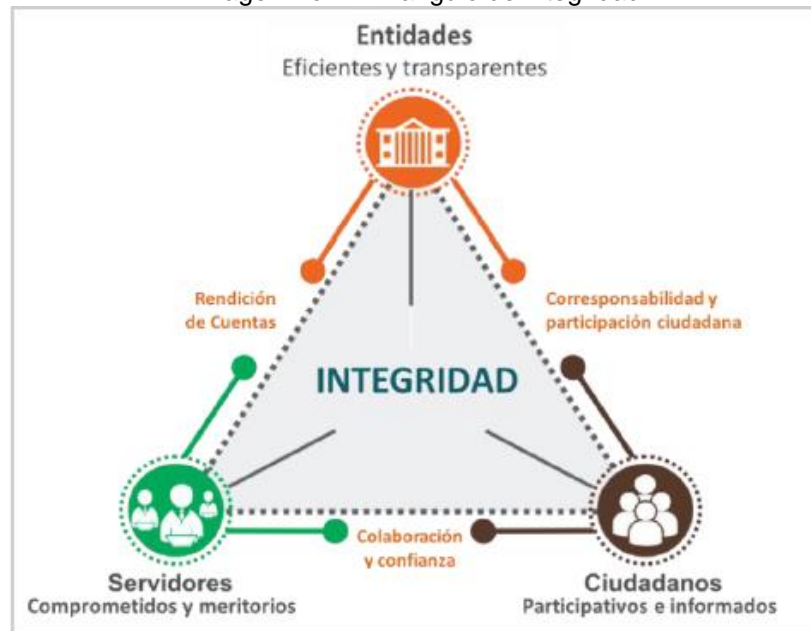 Entidades
Eficientes y transparentes
Rendición
de Cuentas
Corresponsabilidad y
participación ciudadana
INTEGRIDAD
Colaboración
y confianza
Servidores
Comprometidos y meritorios
Ciudadanos
Participativos e informados